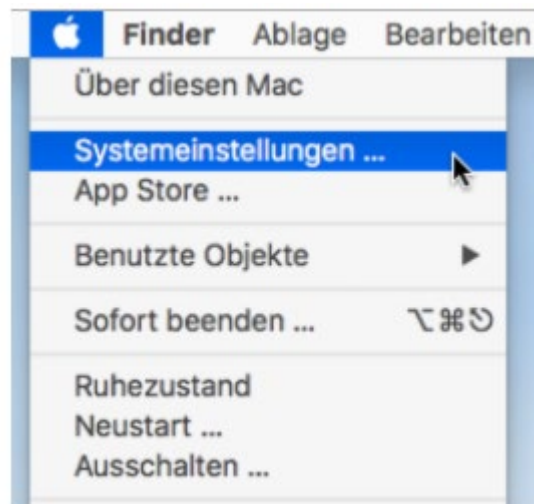 Finder Ablage Bearbeiten
Über diesen Mac
Systemeinstellungen ...
App Store ...
Benutzte Objekte ▶
Sofort beenden ... ⌥⌘⎋
Ruhezustand
Neustart ...
Ausschalten ...